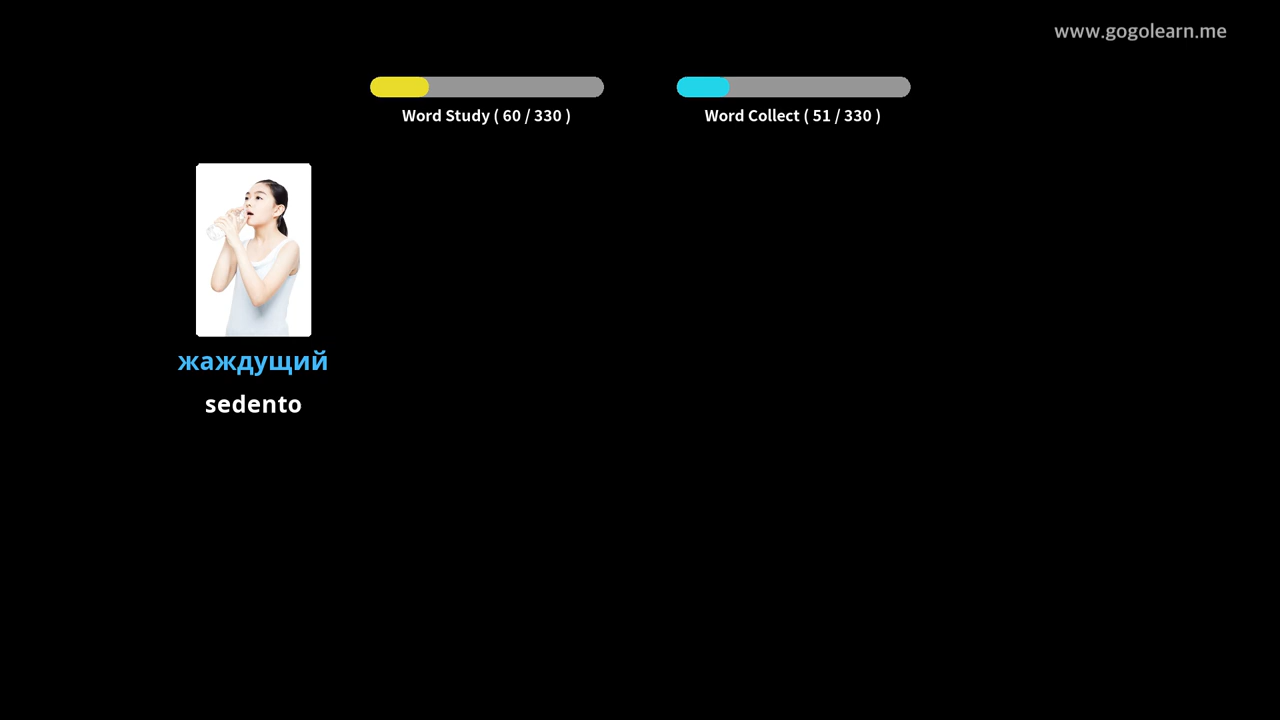 www.gogolearn.me
Word Study ( 60 / 330 )
Word Collect ( 51 / 330 )
жаждущий
sedento